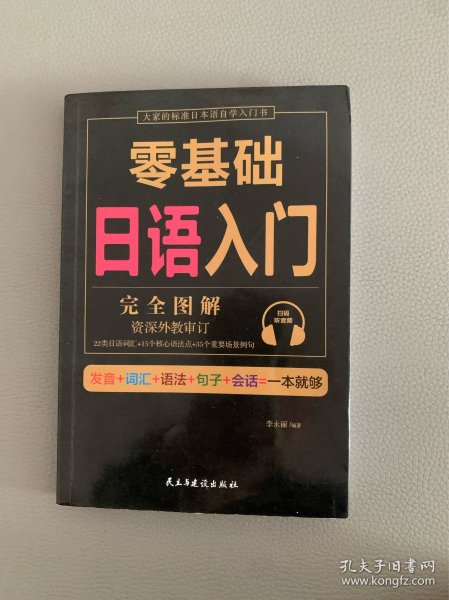 大家的标准日本语自学入门书
零基础
日语入门
完全图解
资深外教审订
22类日语词汇+15个核心语法点+35个重要场景例句
扫码
听音频
发音+词汇+语法+句子+会话=一本就够
李永丽/编著
民主与建设出版社
孔夫子旧书网
www.kongfz.com